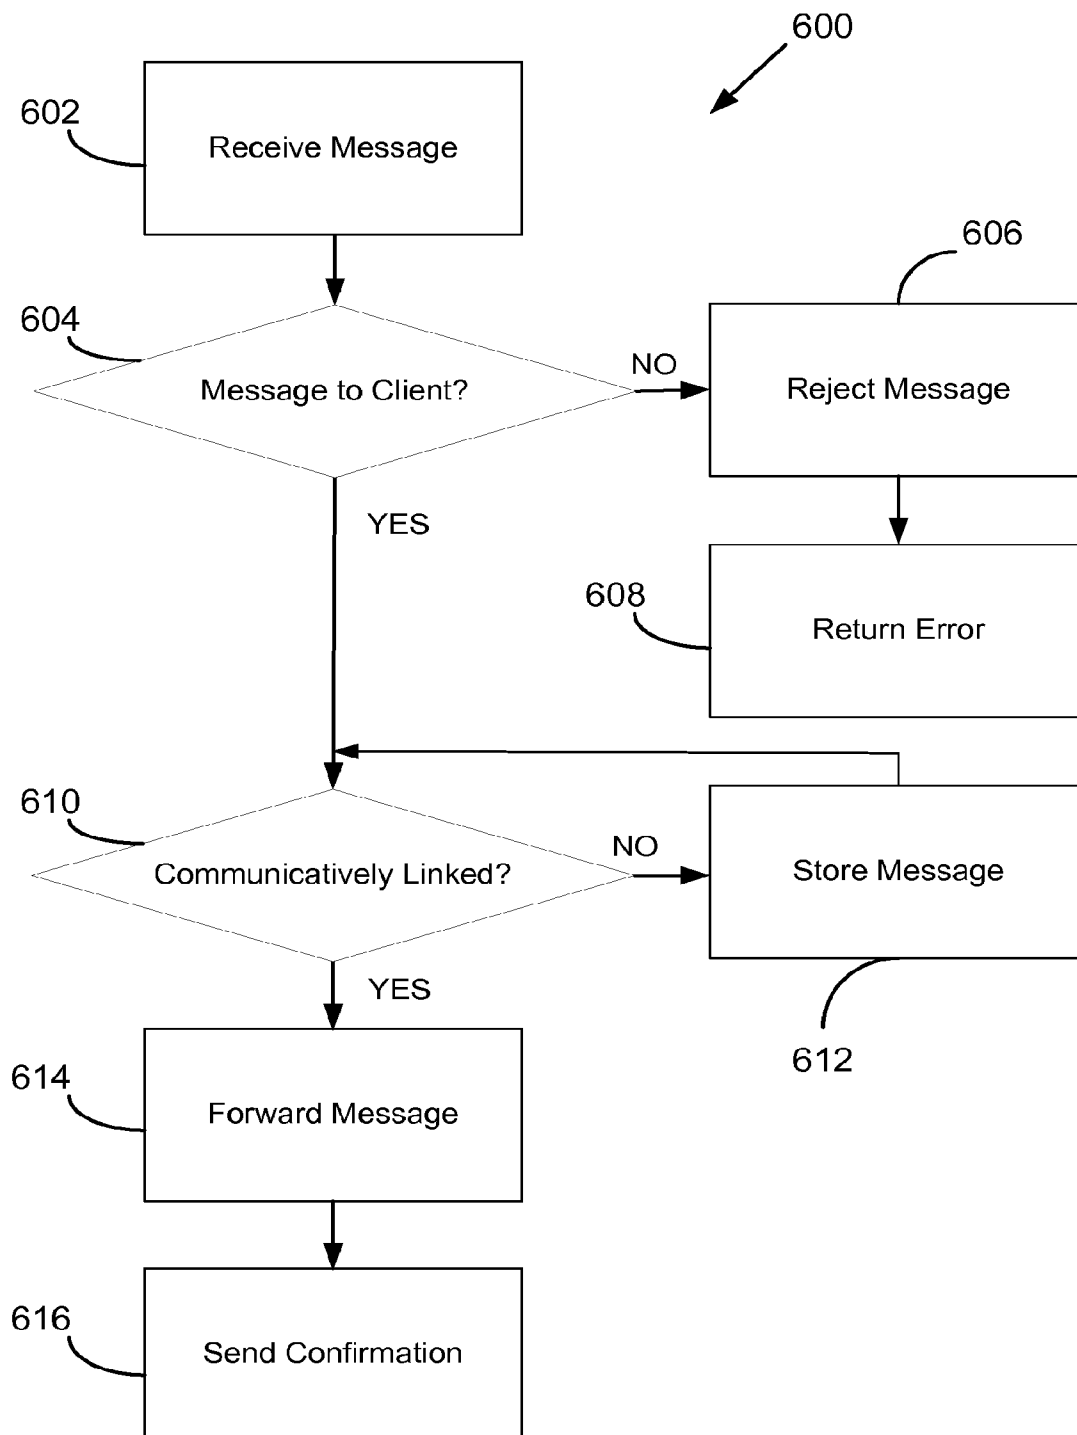 600
602
Receive Message
606
604
Message to Client?
NO
Reject Message
YES
608
Return Error
610
Communicatively Linked?
NO
Store Message
YES
612
614
Forward Message
616
Send Confirmation